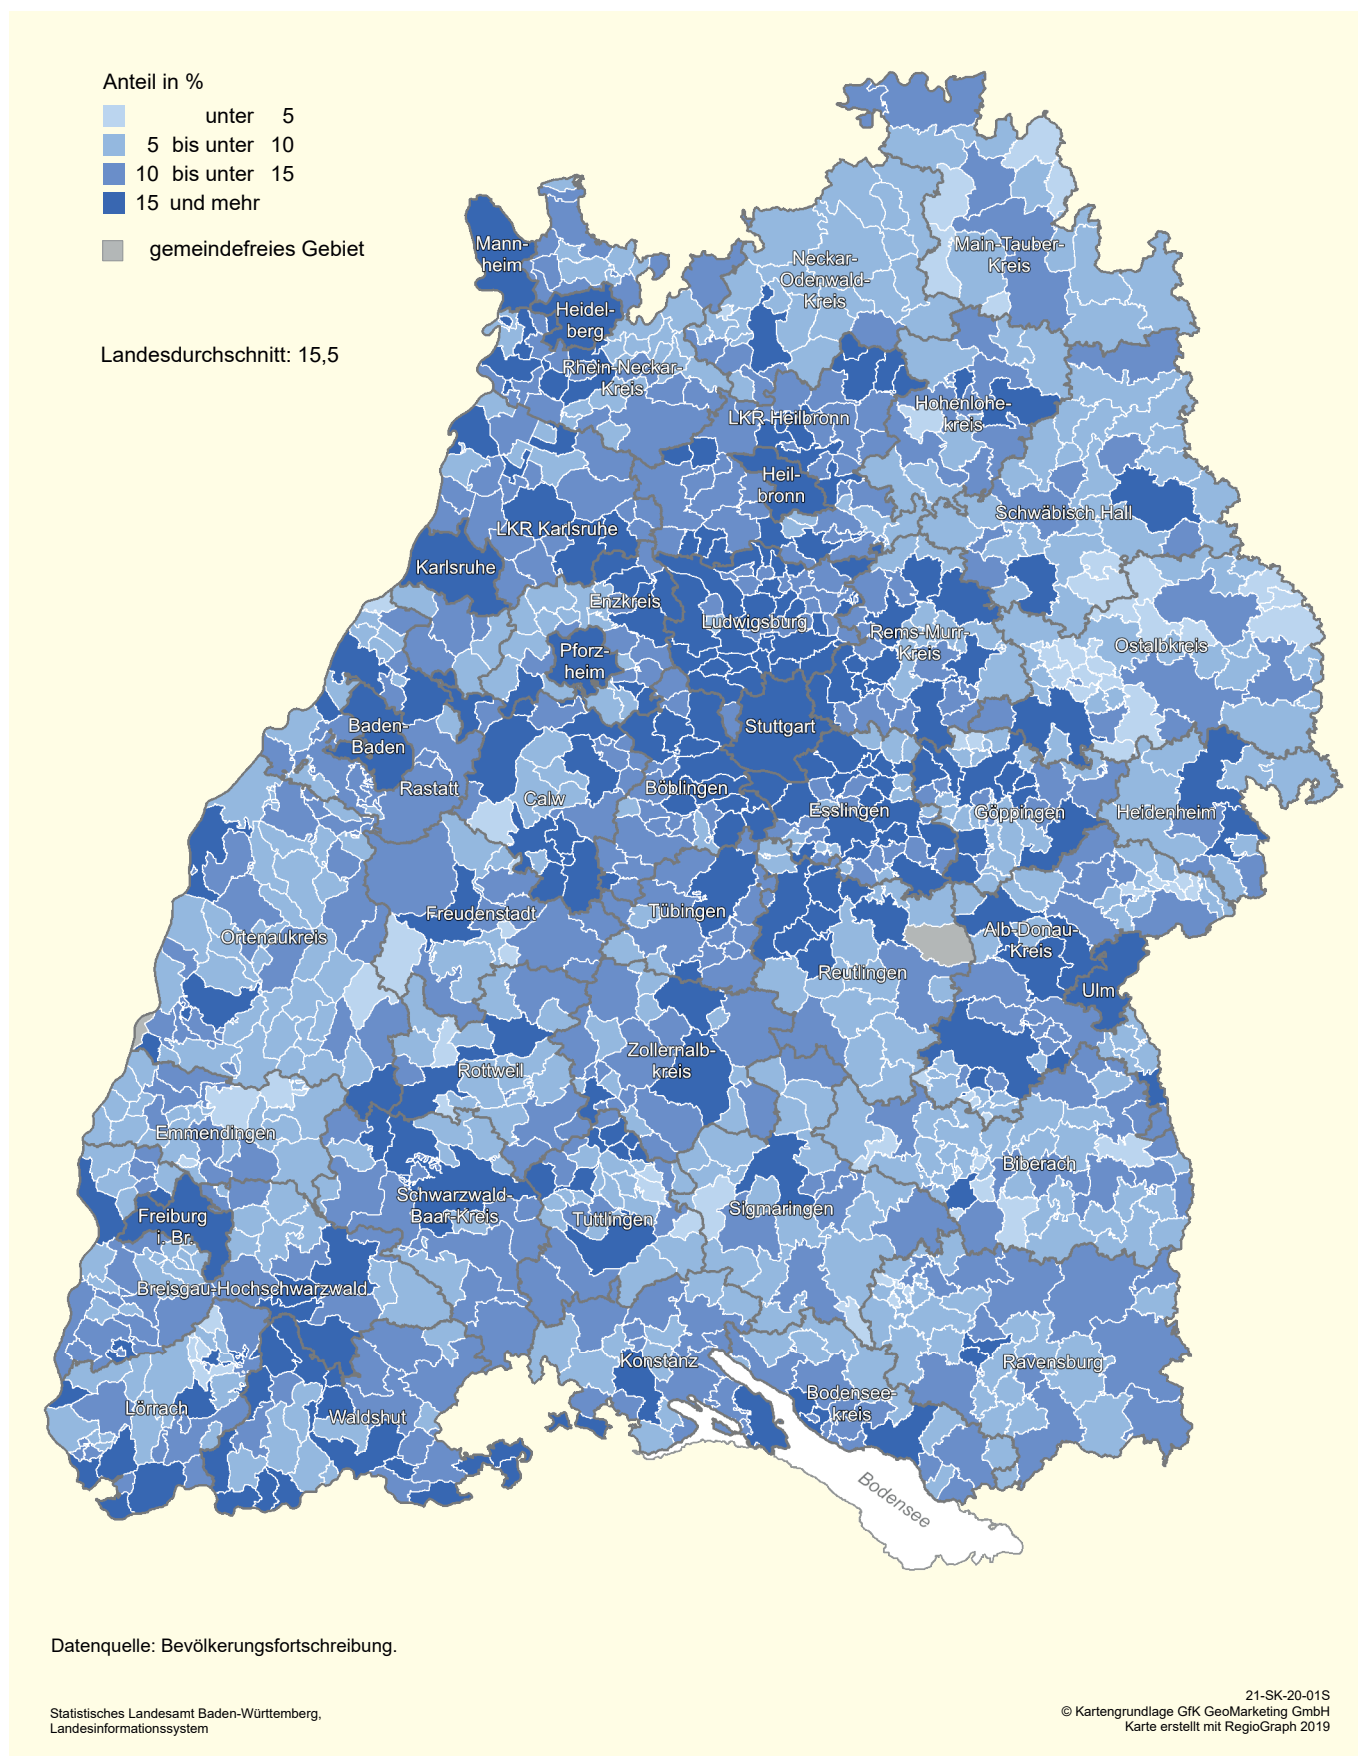 Anteil in %
unter 5
5 bis unter 10
10 bis unter 15
15 und mehr
gemeindefreies Gebiet
Landesdurchschnitt: 15,5
Mann-
heim
Heidel-
berg
Rhein-Neckar-
Kreis
Neckar-
Odenwald-
Kreis
Main-Tauber-
Kreis
LKR Heilbronn
Hohenlohe-
kreis
Heil-
bronn
Schwäbisch Hall
LKR Karlsruhe
Karlsruhe
Enzkreis
Ludwigsburg
Rems-Murr-
Kreis
Ostalbkreis
Pforz-
heim
Stuttgart
Baden-
Baden
Rastatt
Calw
Böblingen
Esslingen
Göppingen
Heidenheim
Freudenstadt
Tübingen
Ortenaukreis
Reutlingen
Alb-Donau-
Kreis
Ulm
Zollernalb-
kreis
Rottweil
Emmendingen
Biberach
Schwarzwald-
Baar-Kreis
Tuttlingen
Sigmaringen
Freiburg
i. Br.
Breisgau-Hochschwarzwald
Konstanz
Ravensburg
Bodensee-
kreis
Lörrach
Waldshut
Bodensee
Datenquelle: Bevölkerungsfortschreibung.
Statistisches Landesamt Baden-Württemberg,
Landesinformationssystem
21-SK-20-01S
© Kartengrundlage GfK GeoMarketing GmbH
Karte erstellt mit RegioGraph 2019